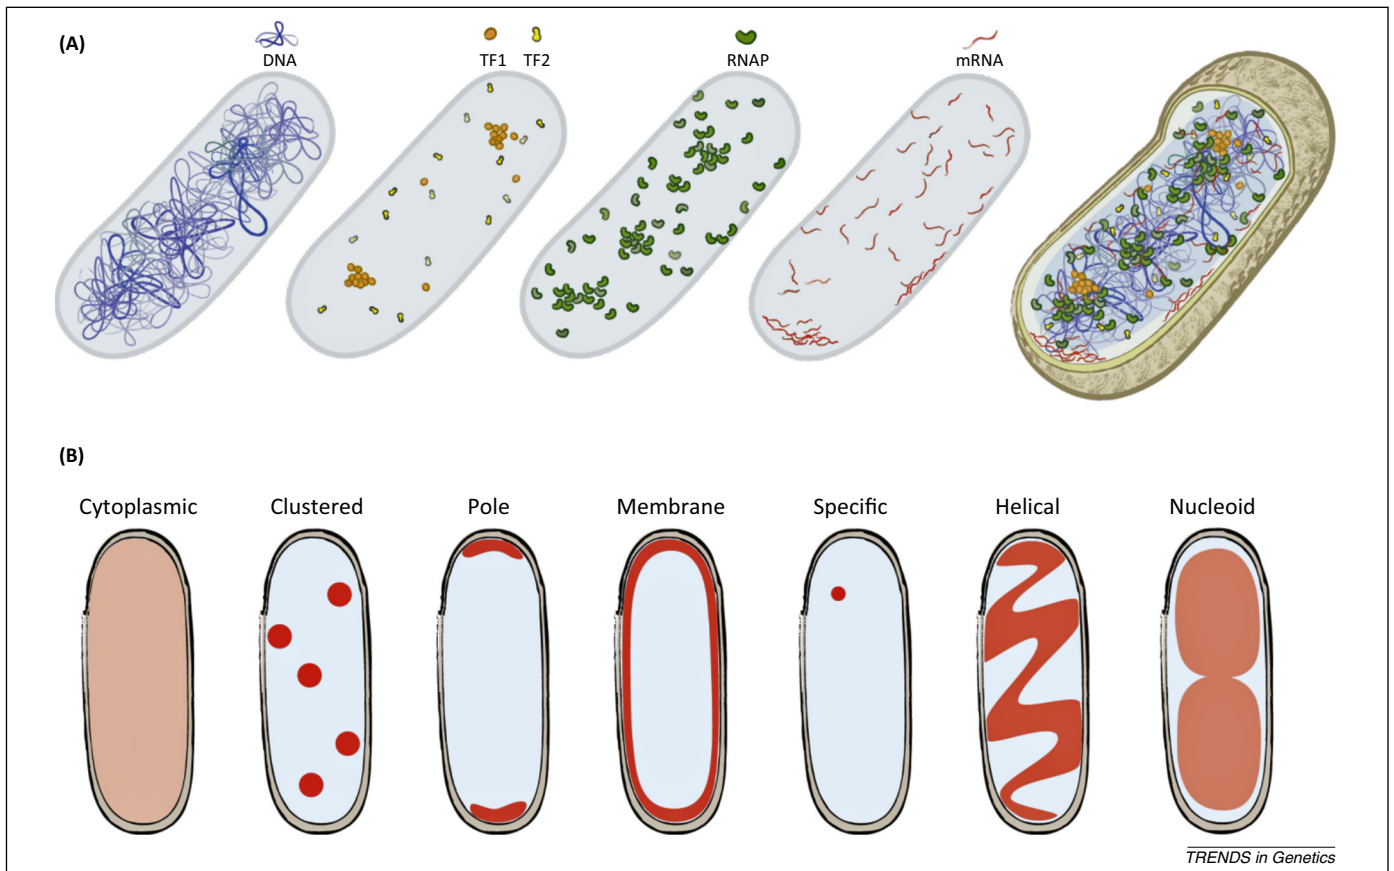 (A)
DNA
TF1 TF2
RNAP
mRNA
(B)
Cytoplasmic
Clustered
Pole
Membrane
Specific
Helical
Nucleoid
TRENDS in Genetics